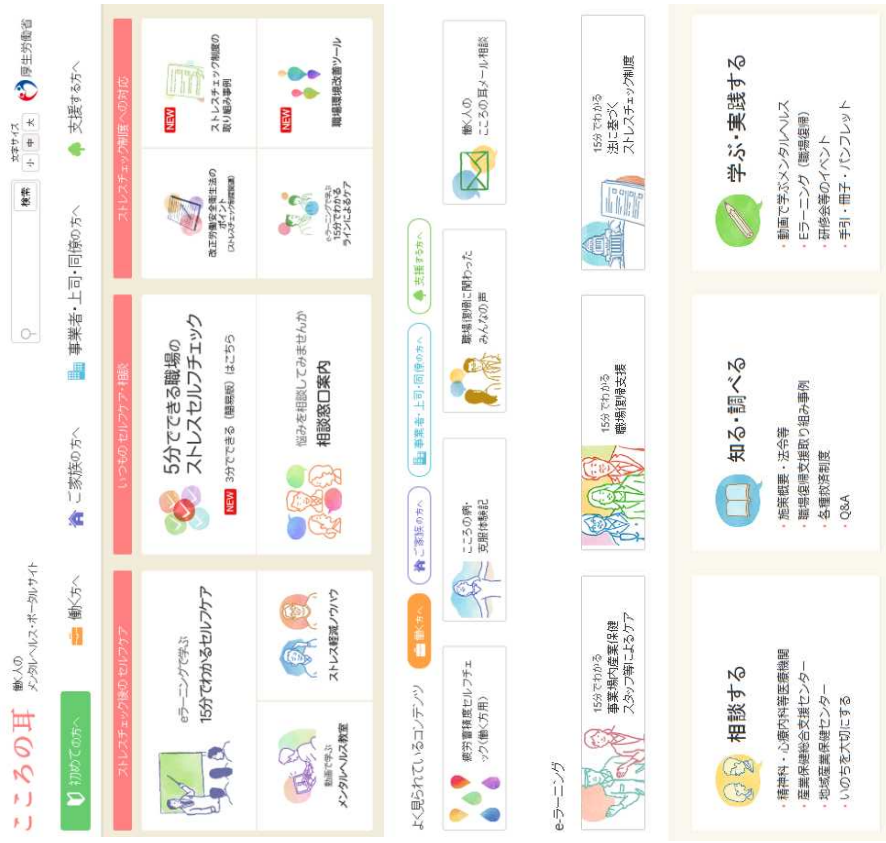 こころの耳
働く人の
メンタルヘルス・ポータルサイト
検索
文字サイズ
小 中 大
厚生労働省
初めての方へ
働く方へ
ご家族の方へ
事業者・上司・同僚の方へ
支援する方へ
ストレスチェック後のセルフケア
eラーニングで学ぶ
15分でわかるセルフケア
動画で学ぶ
メンタルヘルス教室
ストレス軽減ノウハウ
いつものセルフケア・相談
5分でできる職場の
ストレスセルフチェック
NEW 3分でできる（簡易版）はこちら
悩みを相談してみませんか
相談窓口案内
ストレスチェック制度への対応
改正労働安全衛生法の
ポイント
(ストレスチェック制度関連)
NEW
ストレスチェック制度の
取り組み事例
eラーニングで学ぶ
15分でわかる
ラインによるケア
NEW
職場環境改善ツール
よく見られているコンテンツ
働く方へ
ご家族の方へ
事業者・上司・同僚の方へ
支援する方へ
疲労蓄積度セルフチェ
ック(働く方用)
こころの病・
克服体験記
職場復帰に関わった
みんなの声
働く人の
こころの耳メール相談
e-ラーニング
15分でわかる
事業場内産業保健
スタッフ等によるケア
15分でわかる
職場復帰支援
15分でわかる
法に基づく
ストレスチェック制度
相談する
・精神科・心療内科等医療機関
・産業保健総合支援センター
・地域産業保健センター
・いのちを大切にする
知る・調べる
・施策概要・法令等
・職場復帰支援取り組み事例
・各種救済制度
・Q&A
学ぶ・実践する
・動画で学ぶメンタルヘルス
・Eラーニング（職場復帰）
・研修会等のイベント
・手引・冊子・パンフレット